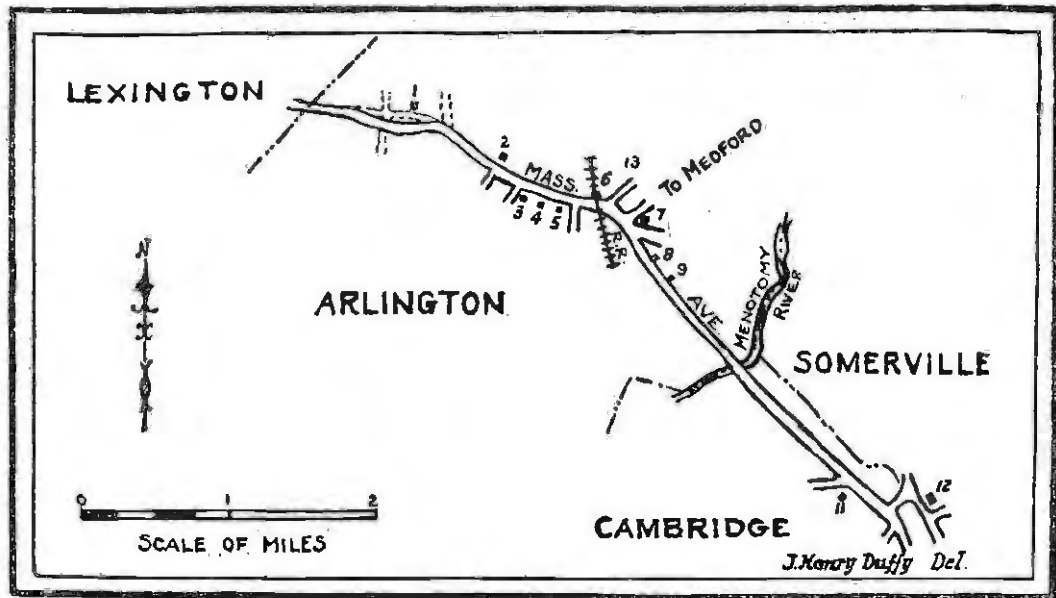 LEXINGTON
2
MASS.
6
13
TO MEDFORD
3 4 5
7
R.R.
8
9
N
ARLINGTON
AVE.
MENOTOMY
RIVER
SOMERVILLE
0 1 2
SCALE OF MILES
CAMBRIDGE
11
12
J. Henry Duffy Del.